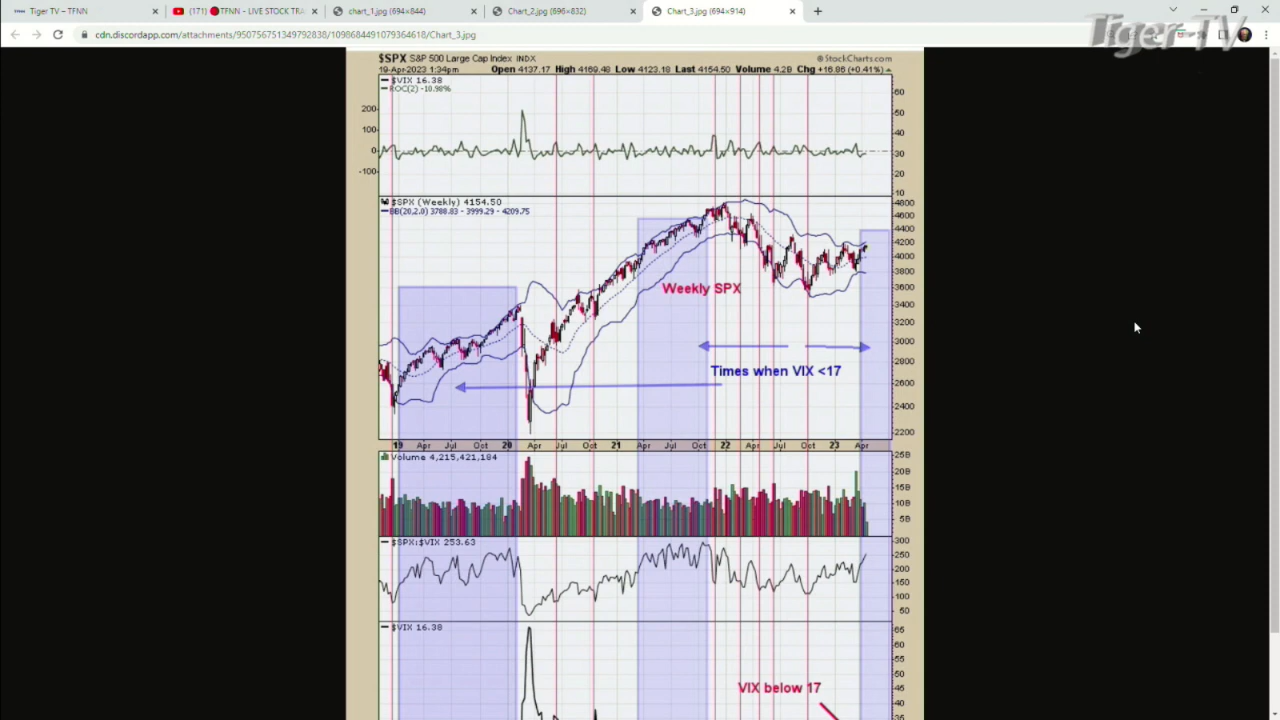 Tiger TV – TFNN
(171) 🔴TFNN - LIVE STOCK TRA
chart_1.jpg (694×844)
Chart_2.jpg (696×832)
Chart_3.jpg (694×914)
cdn.discordapp.com/attachments/950756751349792838/1098684491079364618/Chart_3.jpg
Tiger TV
$SPX S&P 500 Large Cap Index INDX
© StockCharts.com
19-Apr-2023 1:34pm
Open 4137.17 High 4169.48 Low 4123.18 Last 4154.50 Volume 4.2B Chg +16.86 (+0.41%)
$VIX 16.38
ROC(2) -10.98%
200
100
0
-100
60
50
40
30
20
10
$SPX (Weekly) 4154.50
BB(20,2.0) 3788.83 - 3999.29 - 4209.75
4800
4600
4400
4200
4000
3800
3600
3400
3200
3000
2800
2600
2400
2200
Weekly SPX
Times when VIX <17
19 Apr Jul Oct 20 Apr Jul Oct 21 Apr Jul Oct 22 Apr Jul Oct 23 Apr
Volume 4,215,421,184
25B
20B
15B
10B
5B
$SPX:$VIX 253.63
300
250
200
150
100
50
$VIX 16.38
65
60
55
50
45
40
35
VIX below 17